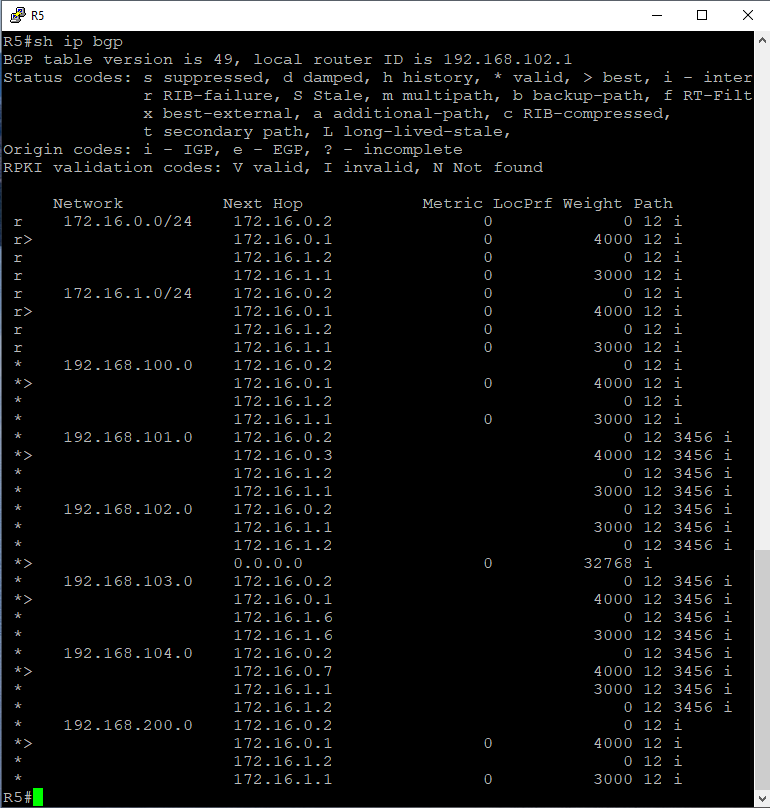 R5
R5#sh ip bgp
BGP table version is 49, local router ID is 192.168.102.1
Status codes: s suppressed, d damped, h history, * valid, > best, i - inter
              r RIB-failure, S Stale, m multipath, b backup-path, f RT-Filt
              x best-external, a additional-path, c RIB-compressed,
              t secondary path, L long-lived-stale,
Origin codes: i - IGP, e - EGP, ? - incomplete
RPKI validation codes: V valid, I invalid, N Not found
     Network          Next Hop            Metric LocPrf Weight Path
 r    172.16.0.0/24    172.16.0.2               0             0 12 i
 r>                    172.16.0.1               0          4000 12 i
 r                     172.16.1.2               0             0 12 i
 r                     172.16.1.1               0          3000 12 i
 r    172.16.1.0/24    172.16.0.2               0             0 12 i
 r>                    172.16.0.1               0          4000 12 i
 r                     172.16.1.2               0             0 12 i
 r                     172.16.1.1               0          3000 12 i
 *    192.168.100.0    172.16.0.2                             0 12 i
 *>                    172.16.0.1               0          4000 12 i
 *                     172.16.1.2                             0 12 i
 *                     172.16.1.1               0          3000 12 i
 *    192.168.101.0    172.16.0.2                             0 12 3456 i
 *>                    172.16.0.3                          4000 12 3456 i
 *                     172.16.1.2                             0 12 3456 i
 *                     172.16.1.1                          3000 12 3456 i
 *    192.168.102.0    172.16.0.2                             0 12 3456 i
 *                     172.16.1.1                          3000 12 3456 i
 *                     172.16.1.2                             0 12 3456 i
 *>                    0.0.0.0                  0         32768 i
 *    192.168.103.0    172.16.0.2                             0 12 3456 i
 *>                    172.16.0.1                          4000 12 3456 i
 *                     172.16.1.6                             0 12 3456 i
 *                     172.16.1.6                          3000 12 3456 i
 *    192.168.104.0    172.16.0.2                             0 12 3456 i
 *>                    172.16.0.7                          4000 12 3456 i
 *                     172.16.1.1                          3000 12 3456 i
 *                     172.16.1.2                             0 12 3456 i
 *    192.168.200.0    172.16.0.2                             0 12 i
 *>                    172.16.0.1               0          4000 12 i
 *                     172.16.1.2                             0 12 i
 *                     172.16.1.1               0          3000 12 i
R5#